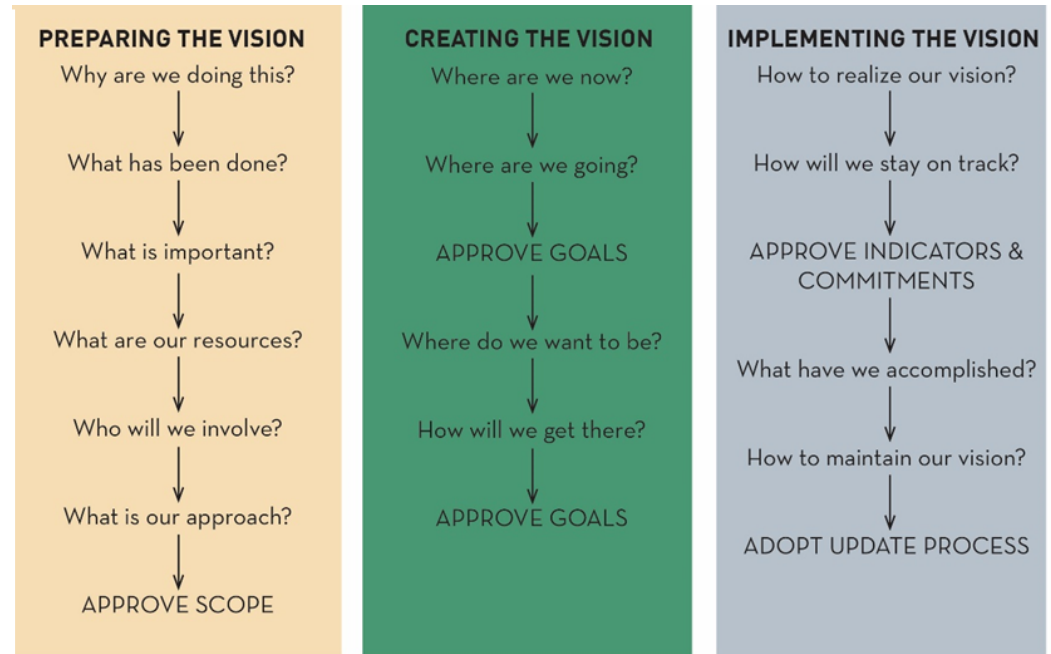 PREPARING THE VISION
Why are we doing this?
What has been done?
What is important?
What are our resources?
Who will we involve?
What is our approach?
APPROVE SCOPE
CREATING THE VISION
Where are we now?
Where are we going?
APPROVE GOALS
Where do we want to be?
How will we get there?
APPROVE GOALS
IMPLEMENTING THE VISION
How to realize our vision?
How will we stay on track?
APPROVE INDICATORS &
COMMITMENTS
What have we accomplished?
How to maintain our vision?
ADOPT UPDATE PROCESS